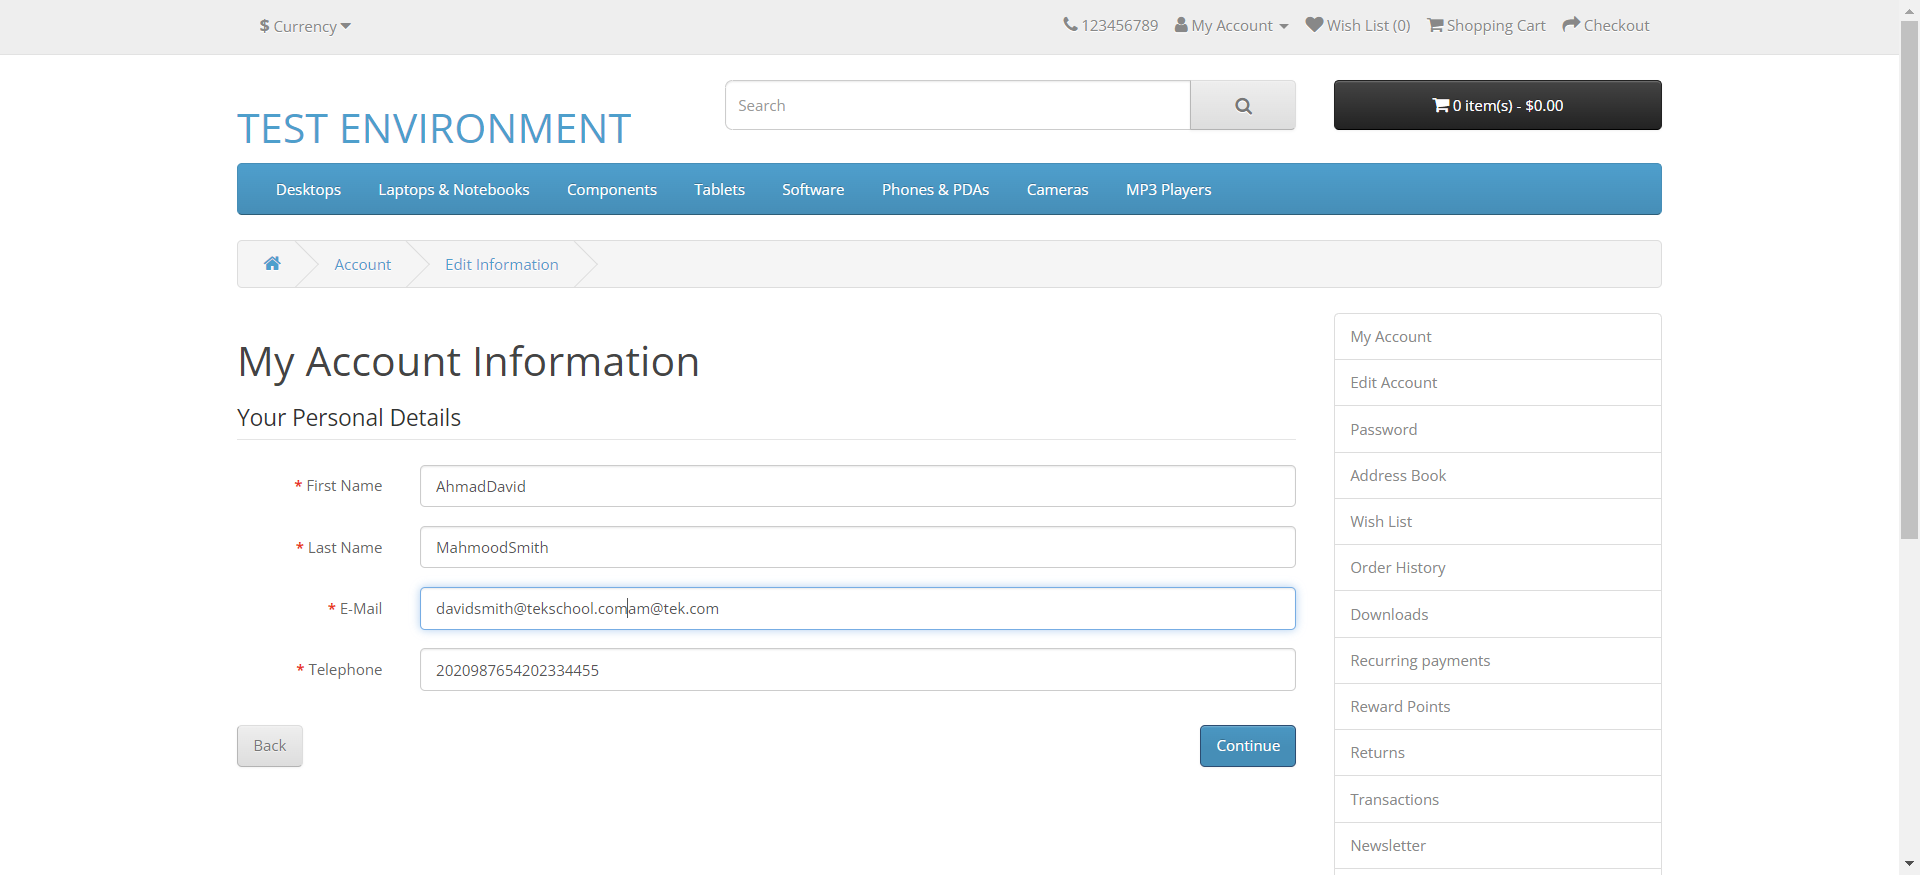 $ Currency
123456789 My Account Wish List (0) Shopping Cart Checkout
Search
0 item(s) - $0.00
TEST ENVIRONMENT
Desktops Laptops & Notebooks Components Tablets Software Phones & PDAs Cameras MP3 Players
Account Edit Information
My Account Information
Your Personal Details
* First Name AhmadDavid
* Last Name MahmoodSmith
* E-Mail davidsmith@tekschool.comam@tek.com
* Telephone 2020987654202334455
Back Continue
My Account
Edit Account
Password
Address Book
Wish List
Order History
Downloads
Recurring payments
Reward Points
Returns
Transactions
Newsletter